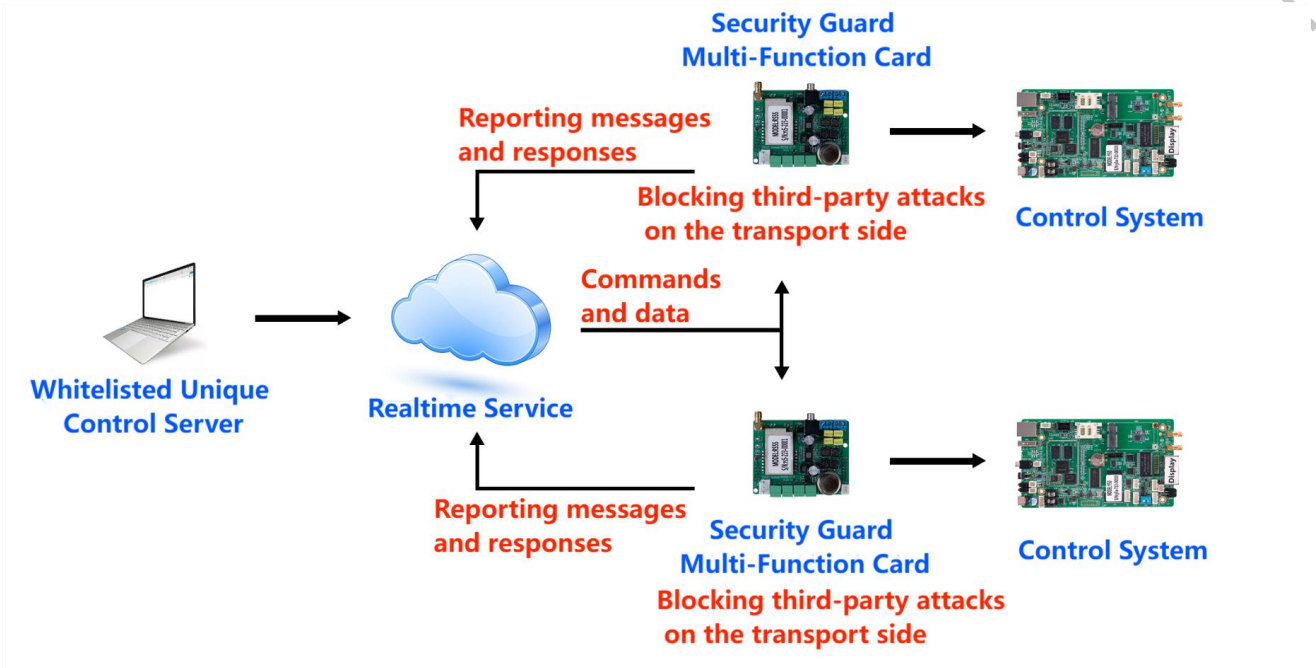 Security Guard
Multi-Function Card
Reporting messages
and responses
Blocking third-party attacks
on the transport side
Control System
Display
Commands
and data
Whitelisted Unique
Control Server
Realtime Service
Reporting messages
and responses
Security Guard
Multi-Function Card
Blocking third-party attacks
on the transport side
Control System
Display